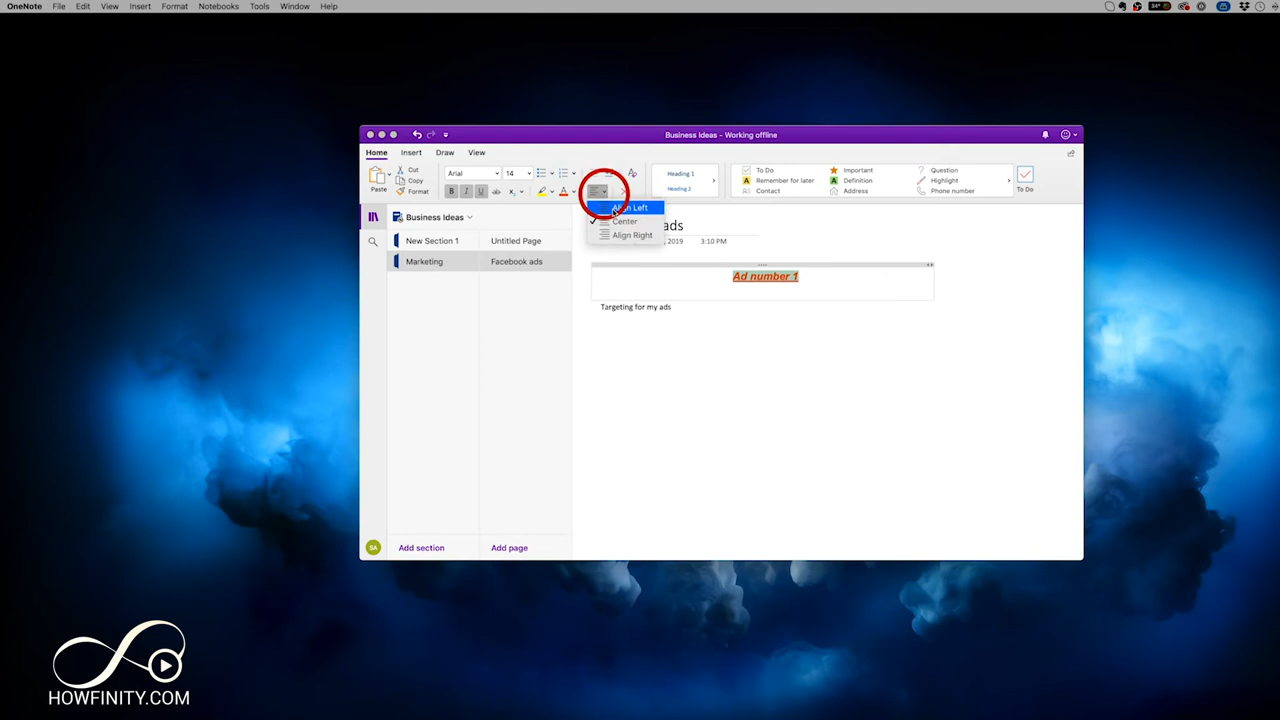 OneNote File Edit View Insert Format Notebooks Tools Window Help
34°
Business Ideas - Working offline
Home Insert Draw View
Paste
Cut
Copy
Format
Arial 14
B I U ab X
A
Heading 1
Heading 2
To Do
Remember for later
Contact
Important
Definition
Address
Question
Highlight
Phone number
To Do
Align Left
Center
Align Right
Business Ideas
New Section 1
Marketing
Untitled Page
Facebook ads
ads
, 2019 3:10 PM
Ad number 1
Targeting for my ads
SA
Add section
Add page
HOWFINITY.COM